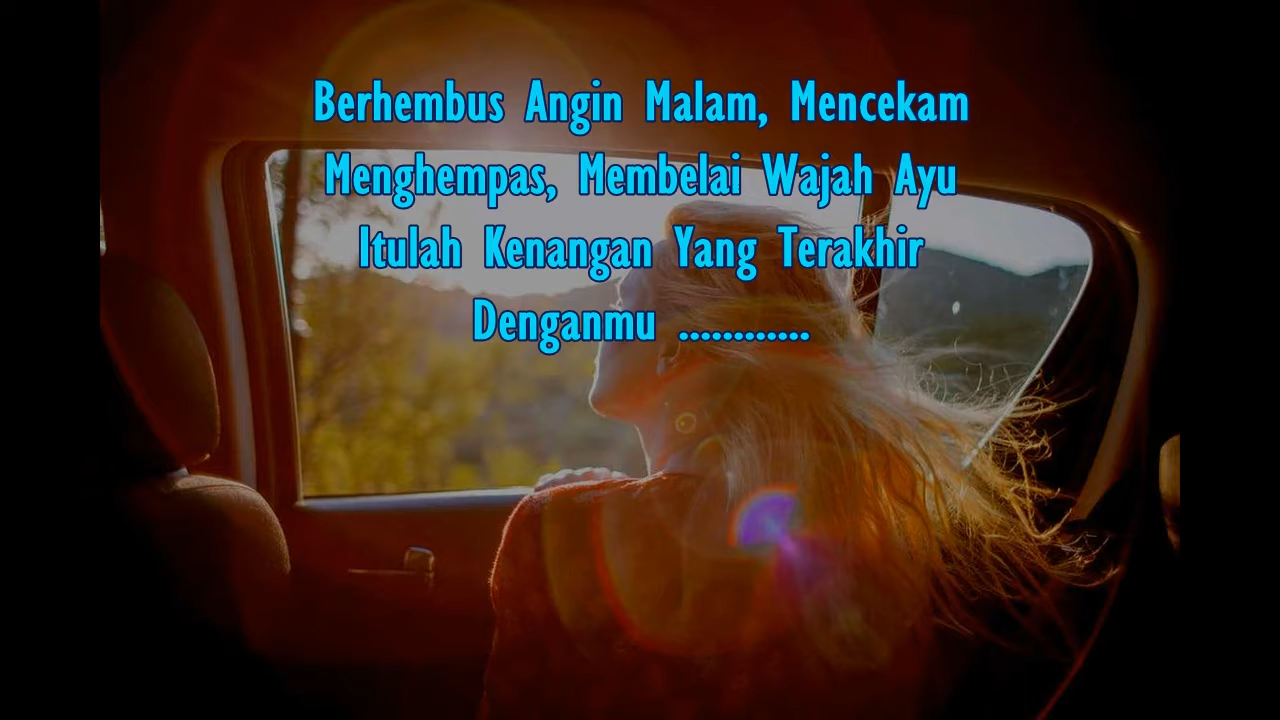 Berhembus Angin Malam, Mencekam
Menghempas, Membelai Wajah Ayu
Itulah Kenangan Yang Terakhir
Denganmu ............